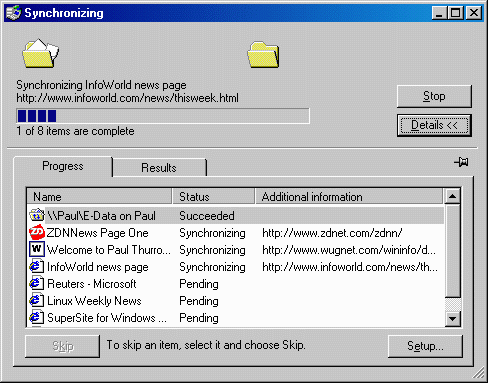 Synchronizing
Synchronizing InfoWorld news page
http://www.infoworld.com/news/thisweek.html
Stop
1 of 8 items are complete
Details <<
Progress Results
Name Status Additional information
\\Paul\E-Data on Paul Succeeded
ZDNNews Page One Synchronizing http://www.zdnet.com/zdnn/
Welcome to Paul Thurro... Synchronizing http://www.wugnet.com/wininfo/d...
InfoWorld news page Synchronizing http://www.infoworld.com/news/th...
Reuters - Microsoft Pending
Linux Weekly News Pending
SuperSite for Windows ... Pending
Skip To skip an item, select it and choose Skip. Setup...